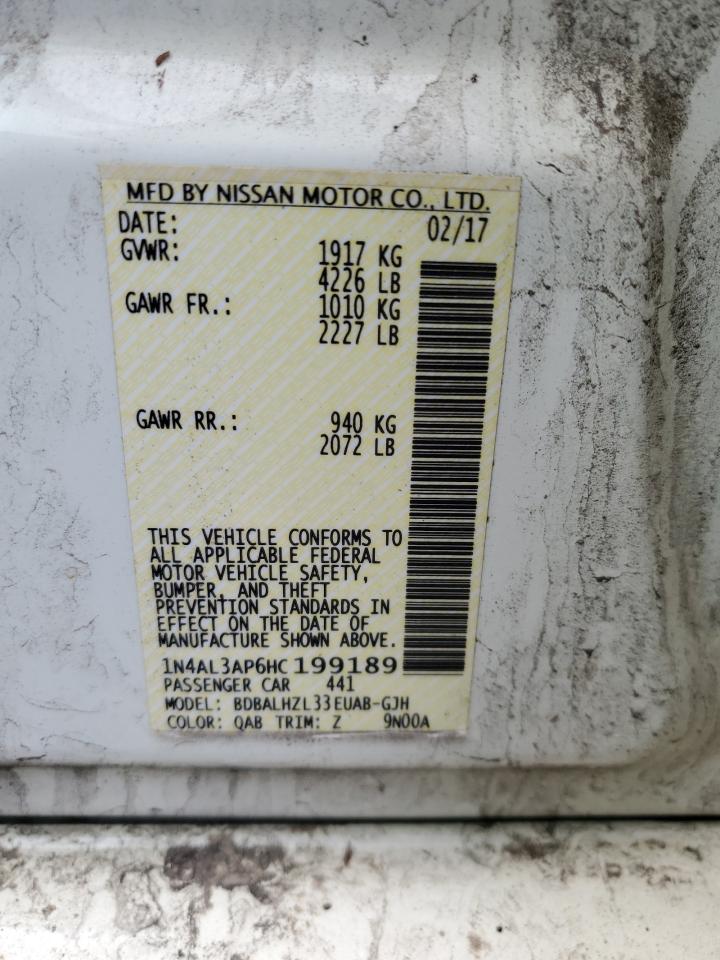 MFD BY NISSAN MOTOR CO., LTD.
DATE: 02/17
GVWR: 1917 KG
4226 LB
GAWR FR.: 1010 KG
2227 LB
GAWR RR.: 940 KG
2072 LB
THIS VEHICLE CONFORMS TO
ALL APPLICABLE FEDERAL
MOTOR VEHICLE SAFETY,
BUMPER, AND THEFT
PREVENTION STANDARDS IN
EFFECT ON THE DATE OF
MANUFACTURE SHOWN ABOVE.
1N4AL3AP6HC199189
PASSENGER CAR 441
MODEL: BDBALHZL33EUAB-GJH
COLOR: QAB TRIM: Z 9N00A